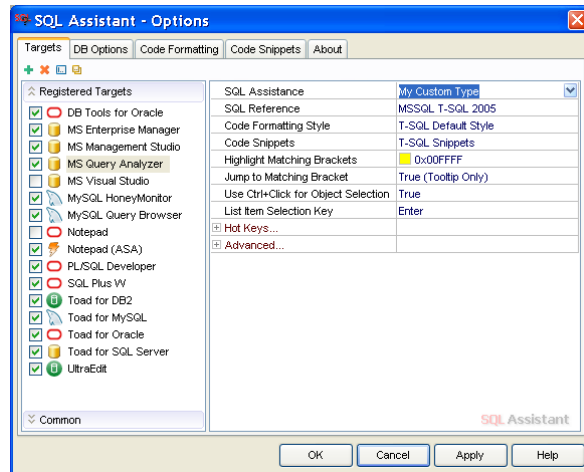 SQL Assistant - Options
Targets DB Options Code Formatting Code Snippets About
Registered Targets
DB Tools for Oracle
MS Enterprise Manager
MS Management Studio
MS Query Analyzer
MS Visual Studio
MySQL HoneyMonitor
MySQL Query Browser
Notepad
Notepad (ASA)
PL/SQL Developer
SQL Plus W
Toad for DB2
Toad for MySQL
Toad for Oracle
Toad for SQL Server
UltraEdit
Common
SQL Assistance My Custom Type
SQL Reference MSSQL T-SQL 2005
Code Formatting Style T-SQL Default Style
Code Snippets T-SQL Snippets
Highlight Matching Brackets 0x00FFFF
Jump to Matching Bracket True (Tooltip Only)
Use Ctrl+Click for Object Selection True
List Item Selection Key Enter
Hot Keys...
Advanced...
SQL Assistant
OK Cancel Apply Help